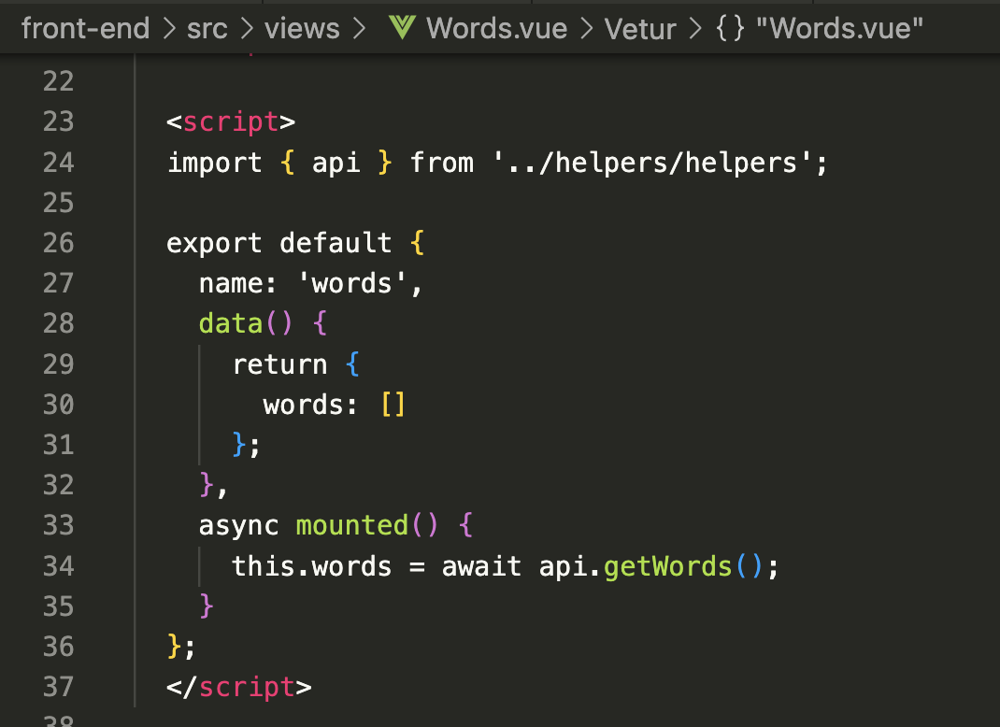 front-end > src > views > Words.vue > Vetur > {} "Words.vue"
22
23 <script>
24 import { api } from '../helpers/helpers';
25
26 export default {
27   name: 'words',
28   data() {
29     return {
30       words: []
31     };
32   },
33   async mounted() {
34     this.words = await api.getWords();
35   }
36 };
37 </script>
38